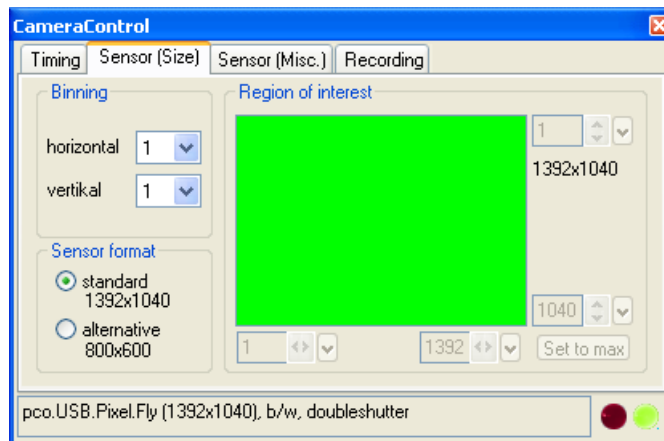 CameraControl
Timing
Sensor (Size)
Sensor (Misc.)
Recording
Binning
horizontal
1
vertikal
1
Sensor format
standard
1392x1040
alternative
800x600
Region of interest
1
1392x1040
1040
1
1392
Set to max
pco.USB.Pixel.Fly (1392x1040), b/w, doubleshutter